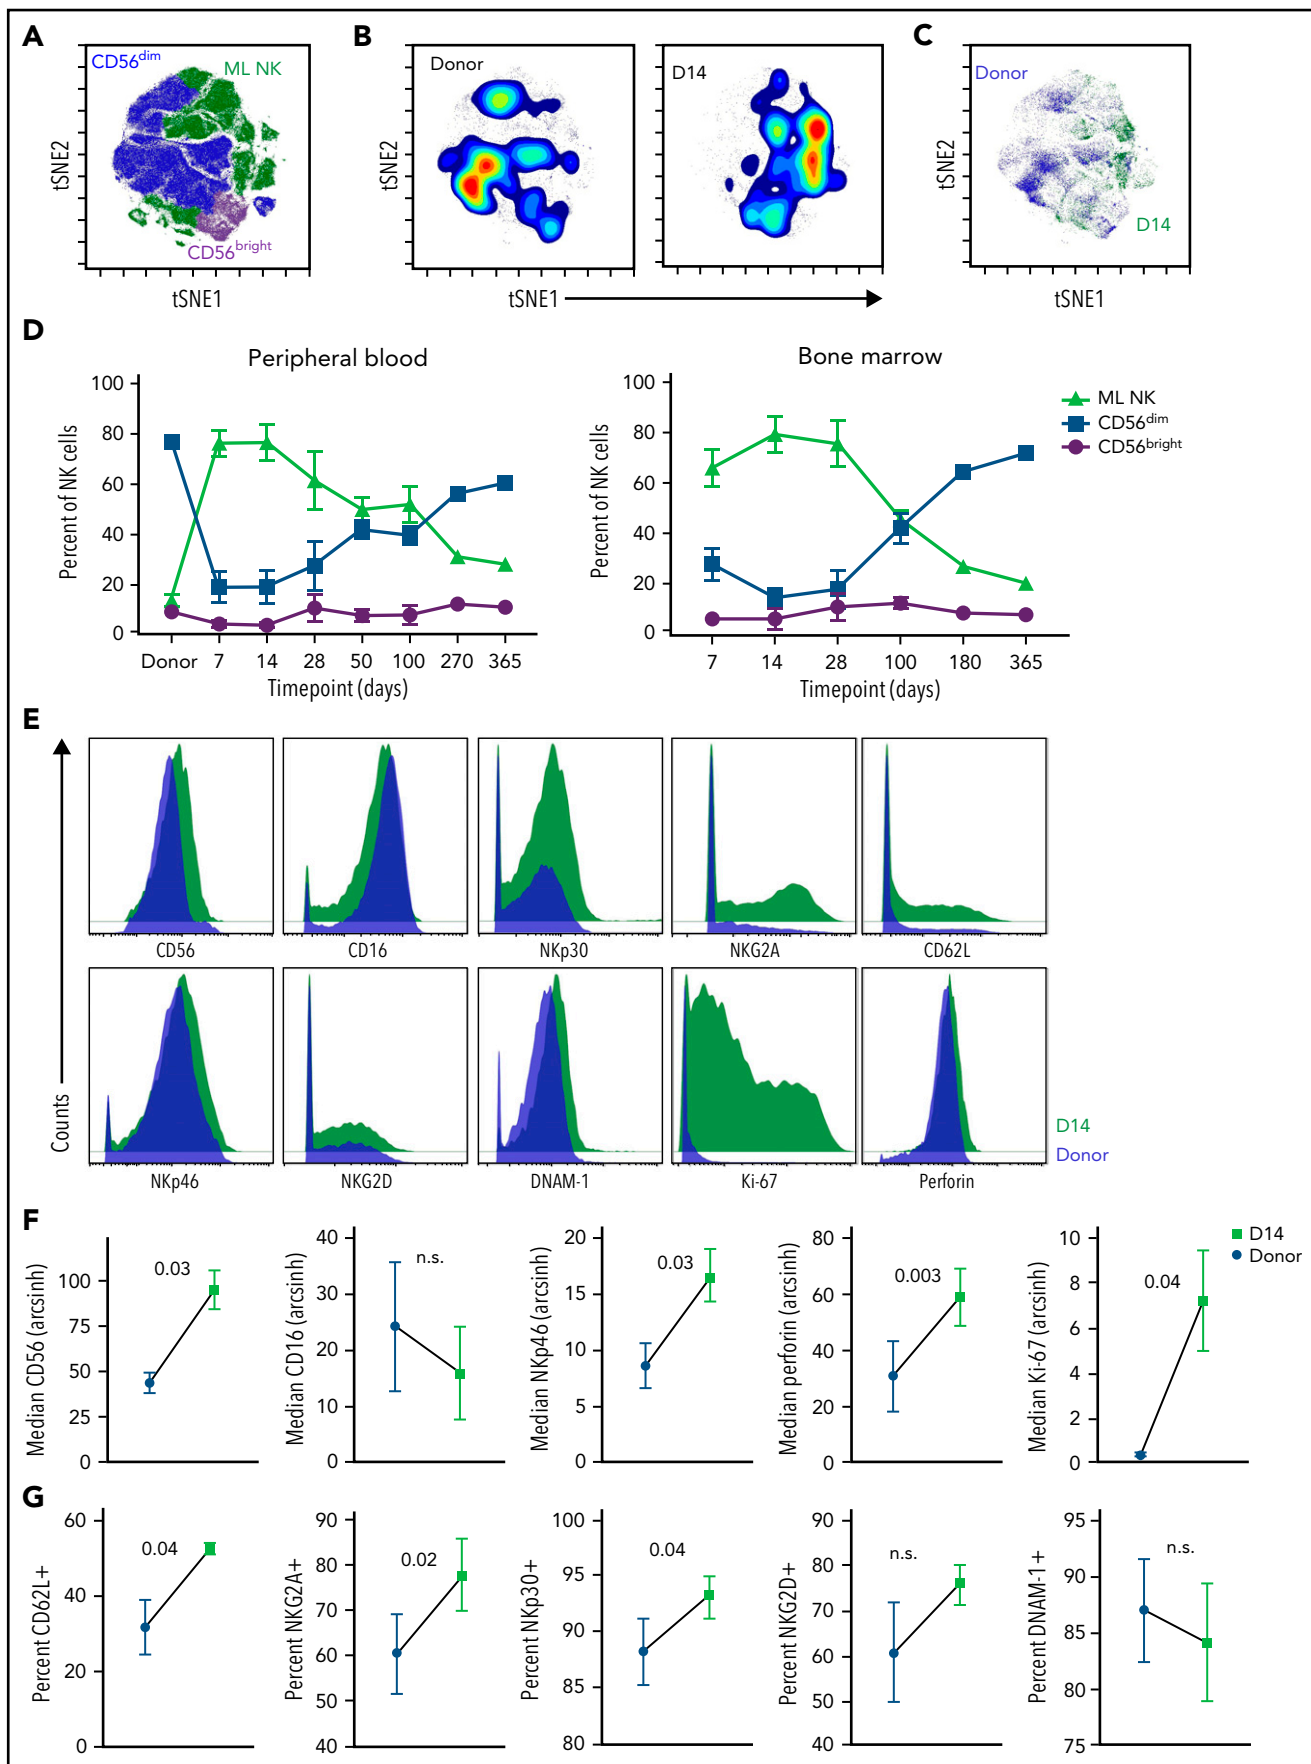 A
B
C
CD56dim
ML NK
CD56bright
tSNE2
tSNE1
Donor
D14
tSNE2
tSNE1
Donor
D14
tSNE2
tSNE1
D
Peripheral blood
Bone marrow
Percent of NK cells
100
80
60
40
20
0
Donor 7 14 28 50 100 270 365
Timepoint (days)
Percent of NK cells
100
80
60
40
20
0
7 14 28 100 180 365
Timepoint (days)
ML NK
CD56dim
CD56bright
E
Counts
CD56 CD16 NKp30 NKG2A CD62L
NKp46 NKG2D DNAM-1 Ki-67 Perforin
D14
Donor
F
Median CD56 (arcsinh)
100
75
50
25
0
0.03
Median CD16 (arcsinh)
40
30
20
10
0
n.s.
Median NKp46 (arcsinh)
20
15
10
5
0
0.03
Median perforin (arcsinh)
80
60
40
20
0
0.003
Median Ki-67 (arcsinh)
10
8
6
4
2
0
0.04
D14
Donor
G
Percent CD62L+
60
40
20
0
0.04
Percent NKG2A+
90
80
70
60
50
40
0.02
Percent NKp30+
100
95
90
85
80
0.04
Percent NKG2D+
90
80
70
60
50
40
n.s.
Percent DNAM-1+
95
90
85
80
75
n.s.